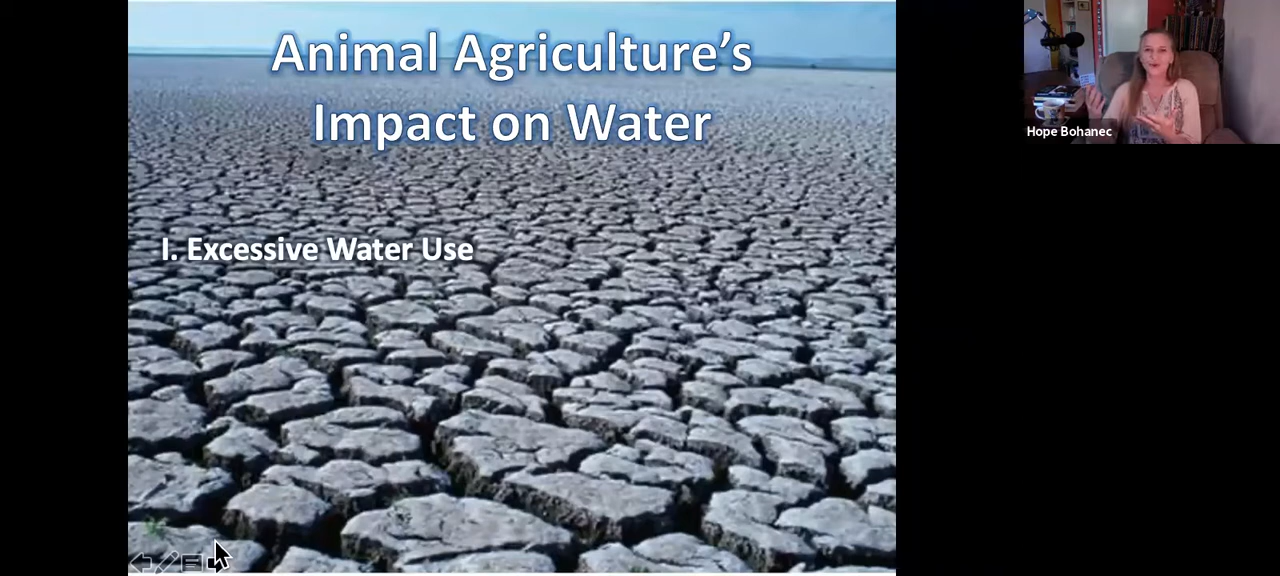 Animal Agriculture's
Impact on Water
I. Excessive Water Use
Hope Bohanec